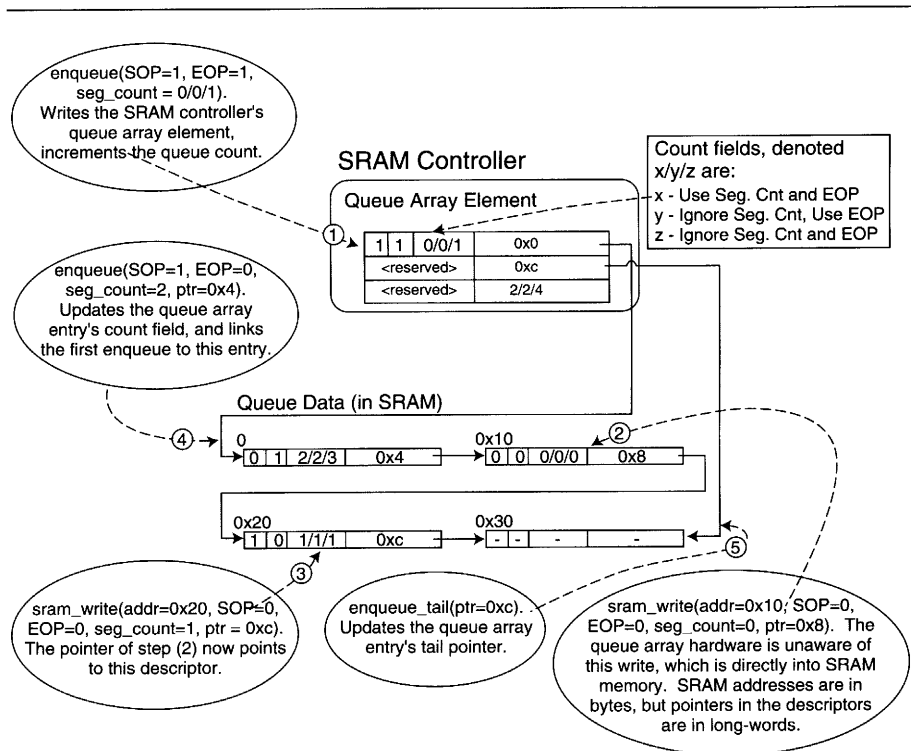 enqueue(SOP=1, EOP=1,
seg_count = 0/0/1).
Writes the SRAM controller's
queue array element,
increments the queue count.
SRAM Controller
Queue Array Element
Count fields, denoted
x/y/z are:
x - Use Seg. Cnt and EOP
y - Ignore Seg. Cnt, Use EOP
z - Ignore Seg. Cnt and EOP
1
1 1 0/0/1 0x0
<reserved> 0xc
<reserved> 2/2/4
enqueue(SOP=1, EOP=0,
seg_count=2, ptr=0x4).
Updates the queue array
entry's count field, and links
the first enqueue to this entry.
Queue Data (in SRAM)
4
0
0 1 2/2/3 0x4
0x10
2
0 0 0/0/0 0x8
0x20
1 0 1/1/1 0xc
0x30
- - - -
3
5
sram_write(addr=0x20, SOP=0,
EOP=0, seg_count=1, ptr = 0xc).
The pointer of step (2) now points
to this descriptor.
enqueue_tail(ptr=0xc).
Updates the queue array
entry's tail pointer.
sram_write(addr=0x10, SOP=0,
EOP=0, seg_count=0, ptr=0x8). The
queue array hardware is unaware of
this write, which is directly into SRAM
memory. SRAM addresses are in
bytes, but pointers in the descriptors
are in long-words.